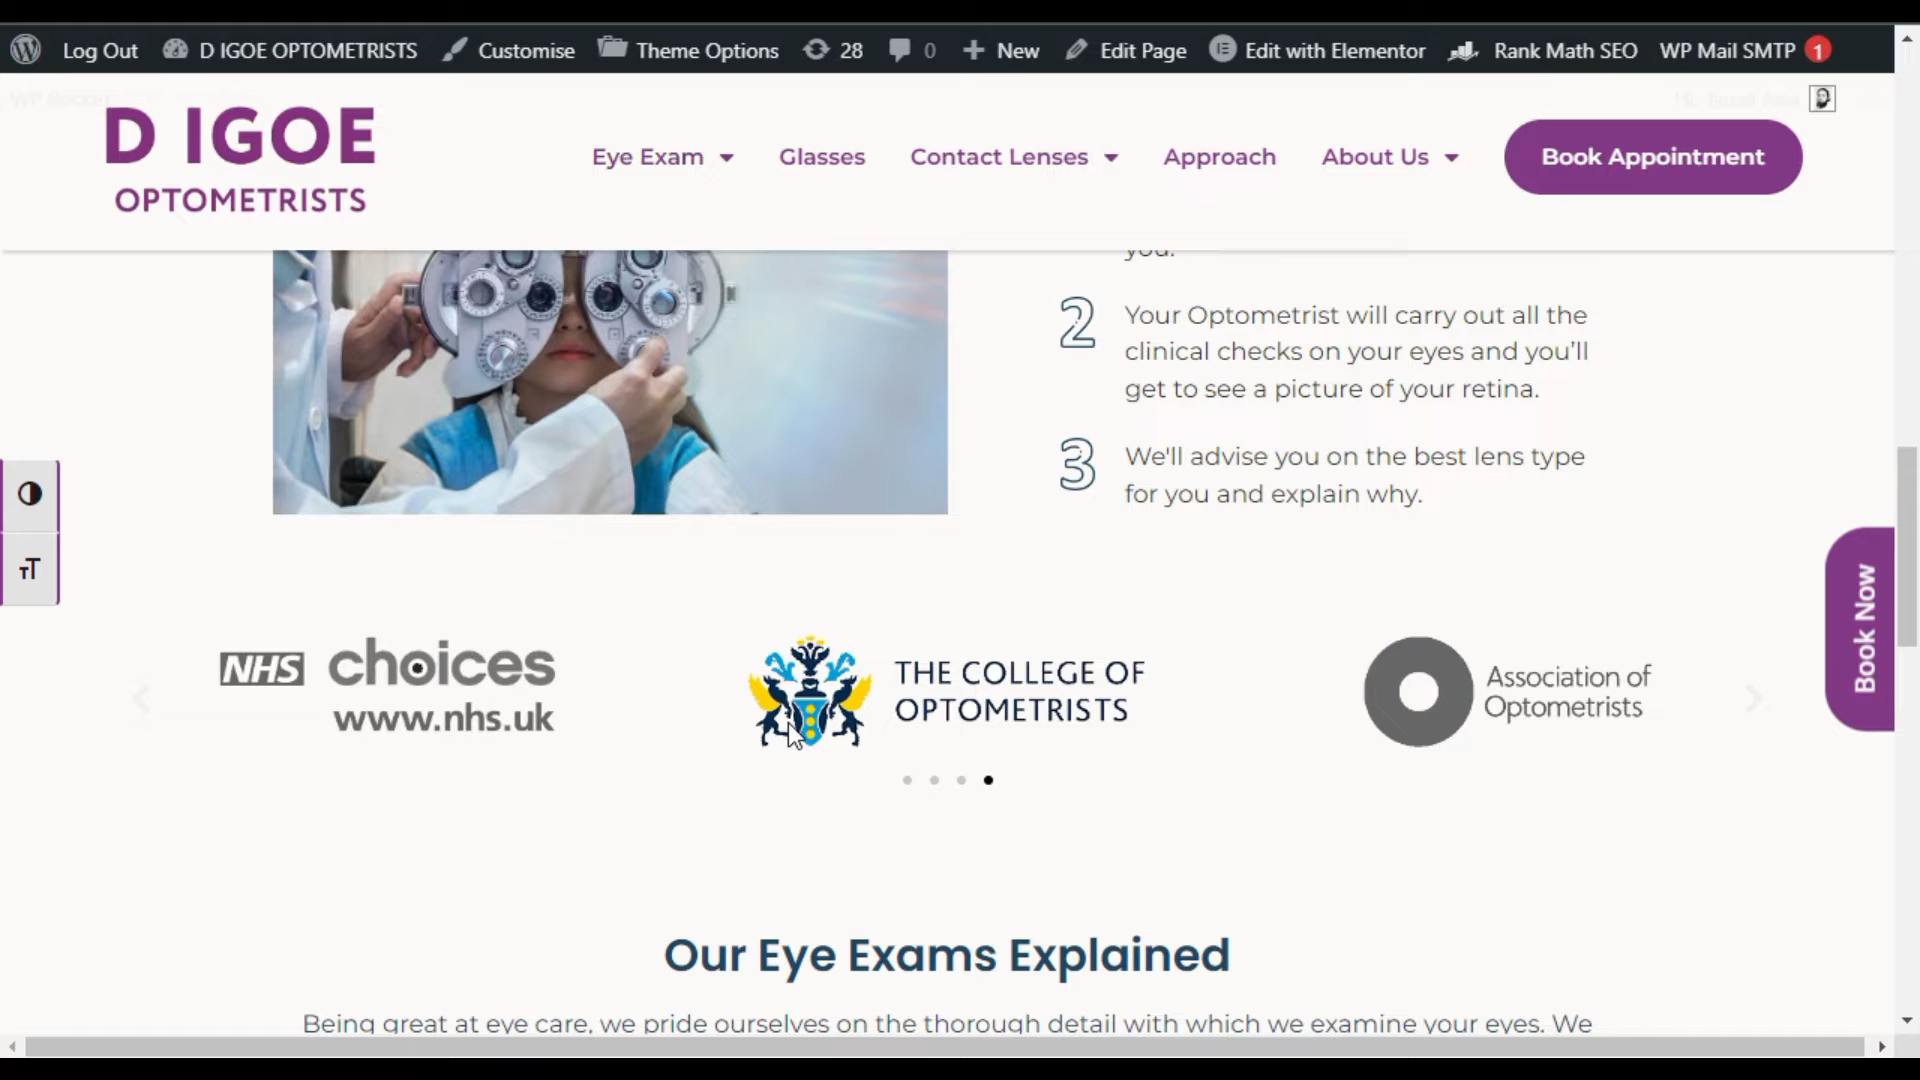 Log Out D IGOE OPTOMETRISTS Customise Theme Options 28 0 New Edit Page Edit with Elementor Rank Math SEO WP Mail SMTP 1
D IGOE
OPTOMETRISTS
Eye Exam Glasses Contact Lenses Approach About Us Book Appointment
you.
2 Your Optometrist will carry out all the
clinical checks on your eyes and you’ll
get to see a picture of your retina.
3 We'll advise you on the best lens type
for you and explain why.
TT
Book Now
NHS choices
www.nhs.uk
THE COLLEGE OF
OPTOMETRISTS
Association of
Optometrists
Our Eye Exams Explained
Being great at eye care, we pride ourselves on the thorough detail with which we examine your eyes. We